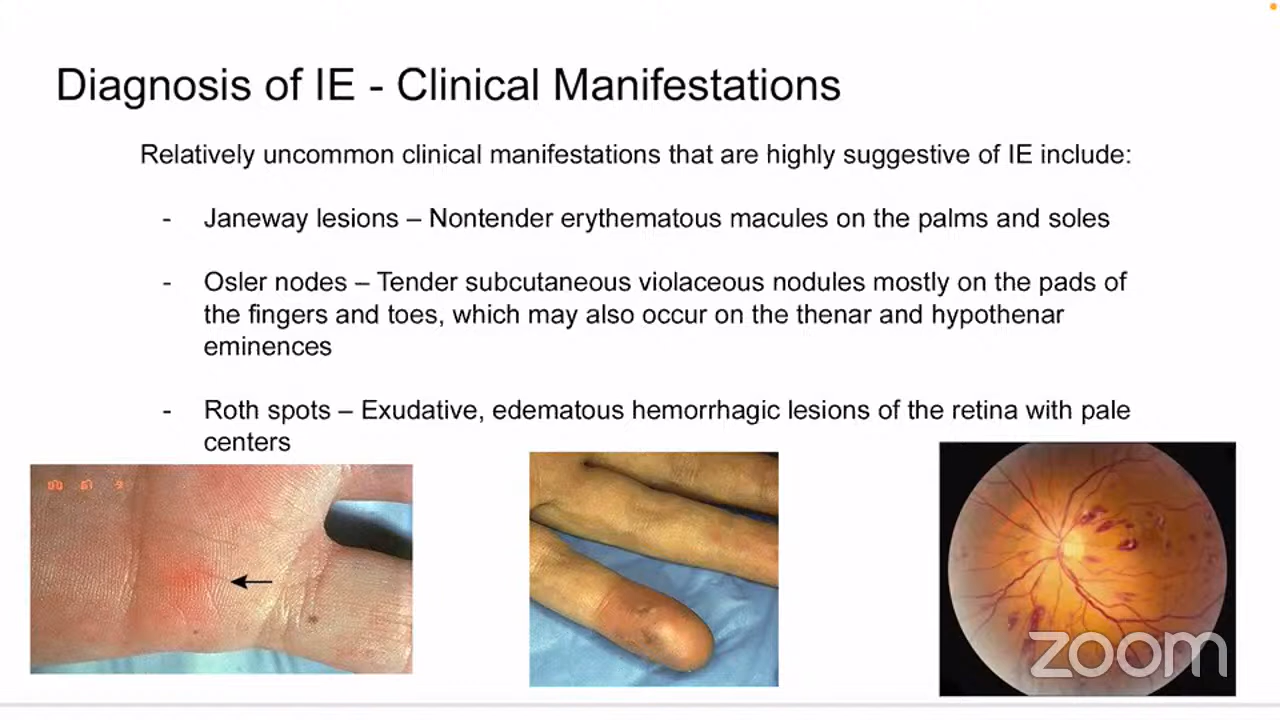 Diagnosis of IE - Clinical Manifestations
Relatively uncommon clinical manifestations that are highly suggestive of IE include:
- Janeway lesions – Nontender erythematous macules on the palms and soles
- Osler nodes – Tender subcutaneous violaceous nodules mostly on the pads of
the fingers and toes, which may also occur on the thenar and hypothenar
eminences
- Roth spots – Exudative, edematous hemorrhagic lesions of the retina with pale
centers
zoom